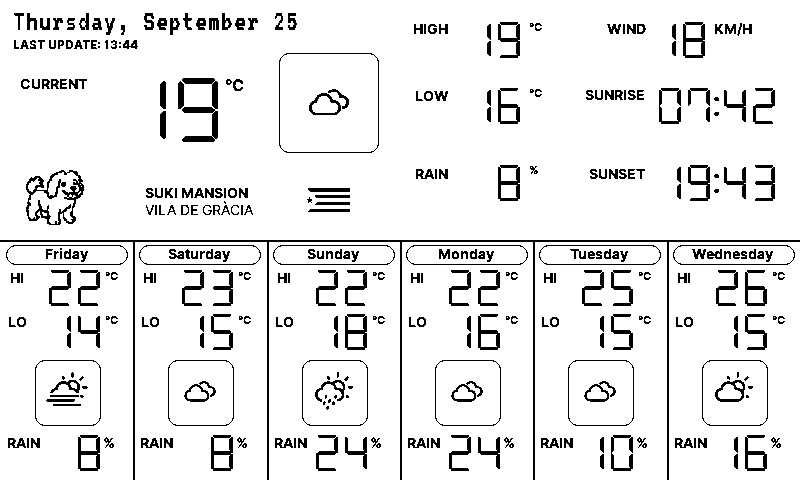 Thursday, September 25
LAST UPDATE: 13:44
CURRENT 19 °C
SUKI MANSION
VILA DE GRÀCIA
HIGH 19 °C
LOW 16 °C
RAIN 8 %
WIND 18 KM/H
SUNRISE 07:42
SUNSET 19:43
Friday
HI 22 °C
LO 14 °C
RAIN 8 %
Saturday
HI 23 °C
LO 15 °C
RAIN 8 %
Sunday
HI 22 °C
LO 18 °C
RAIN 24 %
Monday
HI 22 °C
LO 16 °C
RAIN 24 %
Tuesday
HI 25 °C
LO 15 °C
RAIN 10 %
Wednesday
HI 26 °C
LO 15 °C
RAIN 16 %